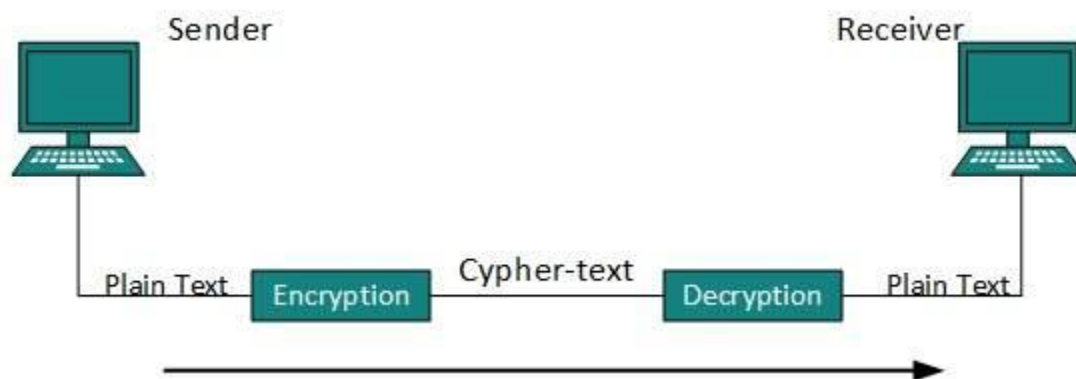 Sender
Receiver
Plain Text
Encryption
Cypher-text
Decryption
Plain Text